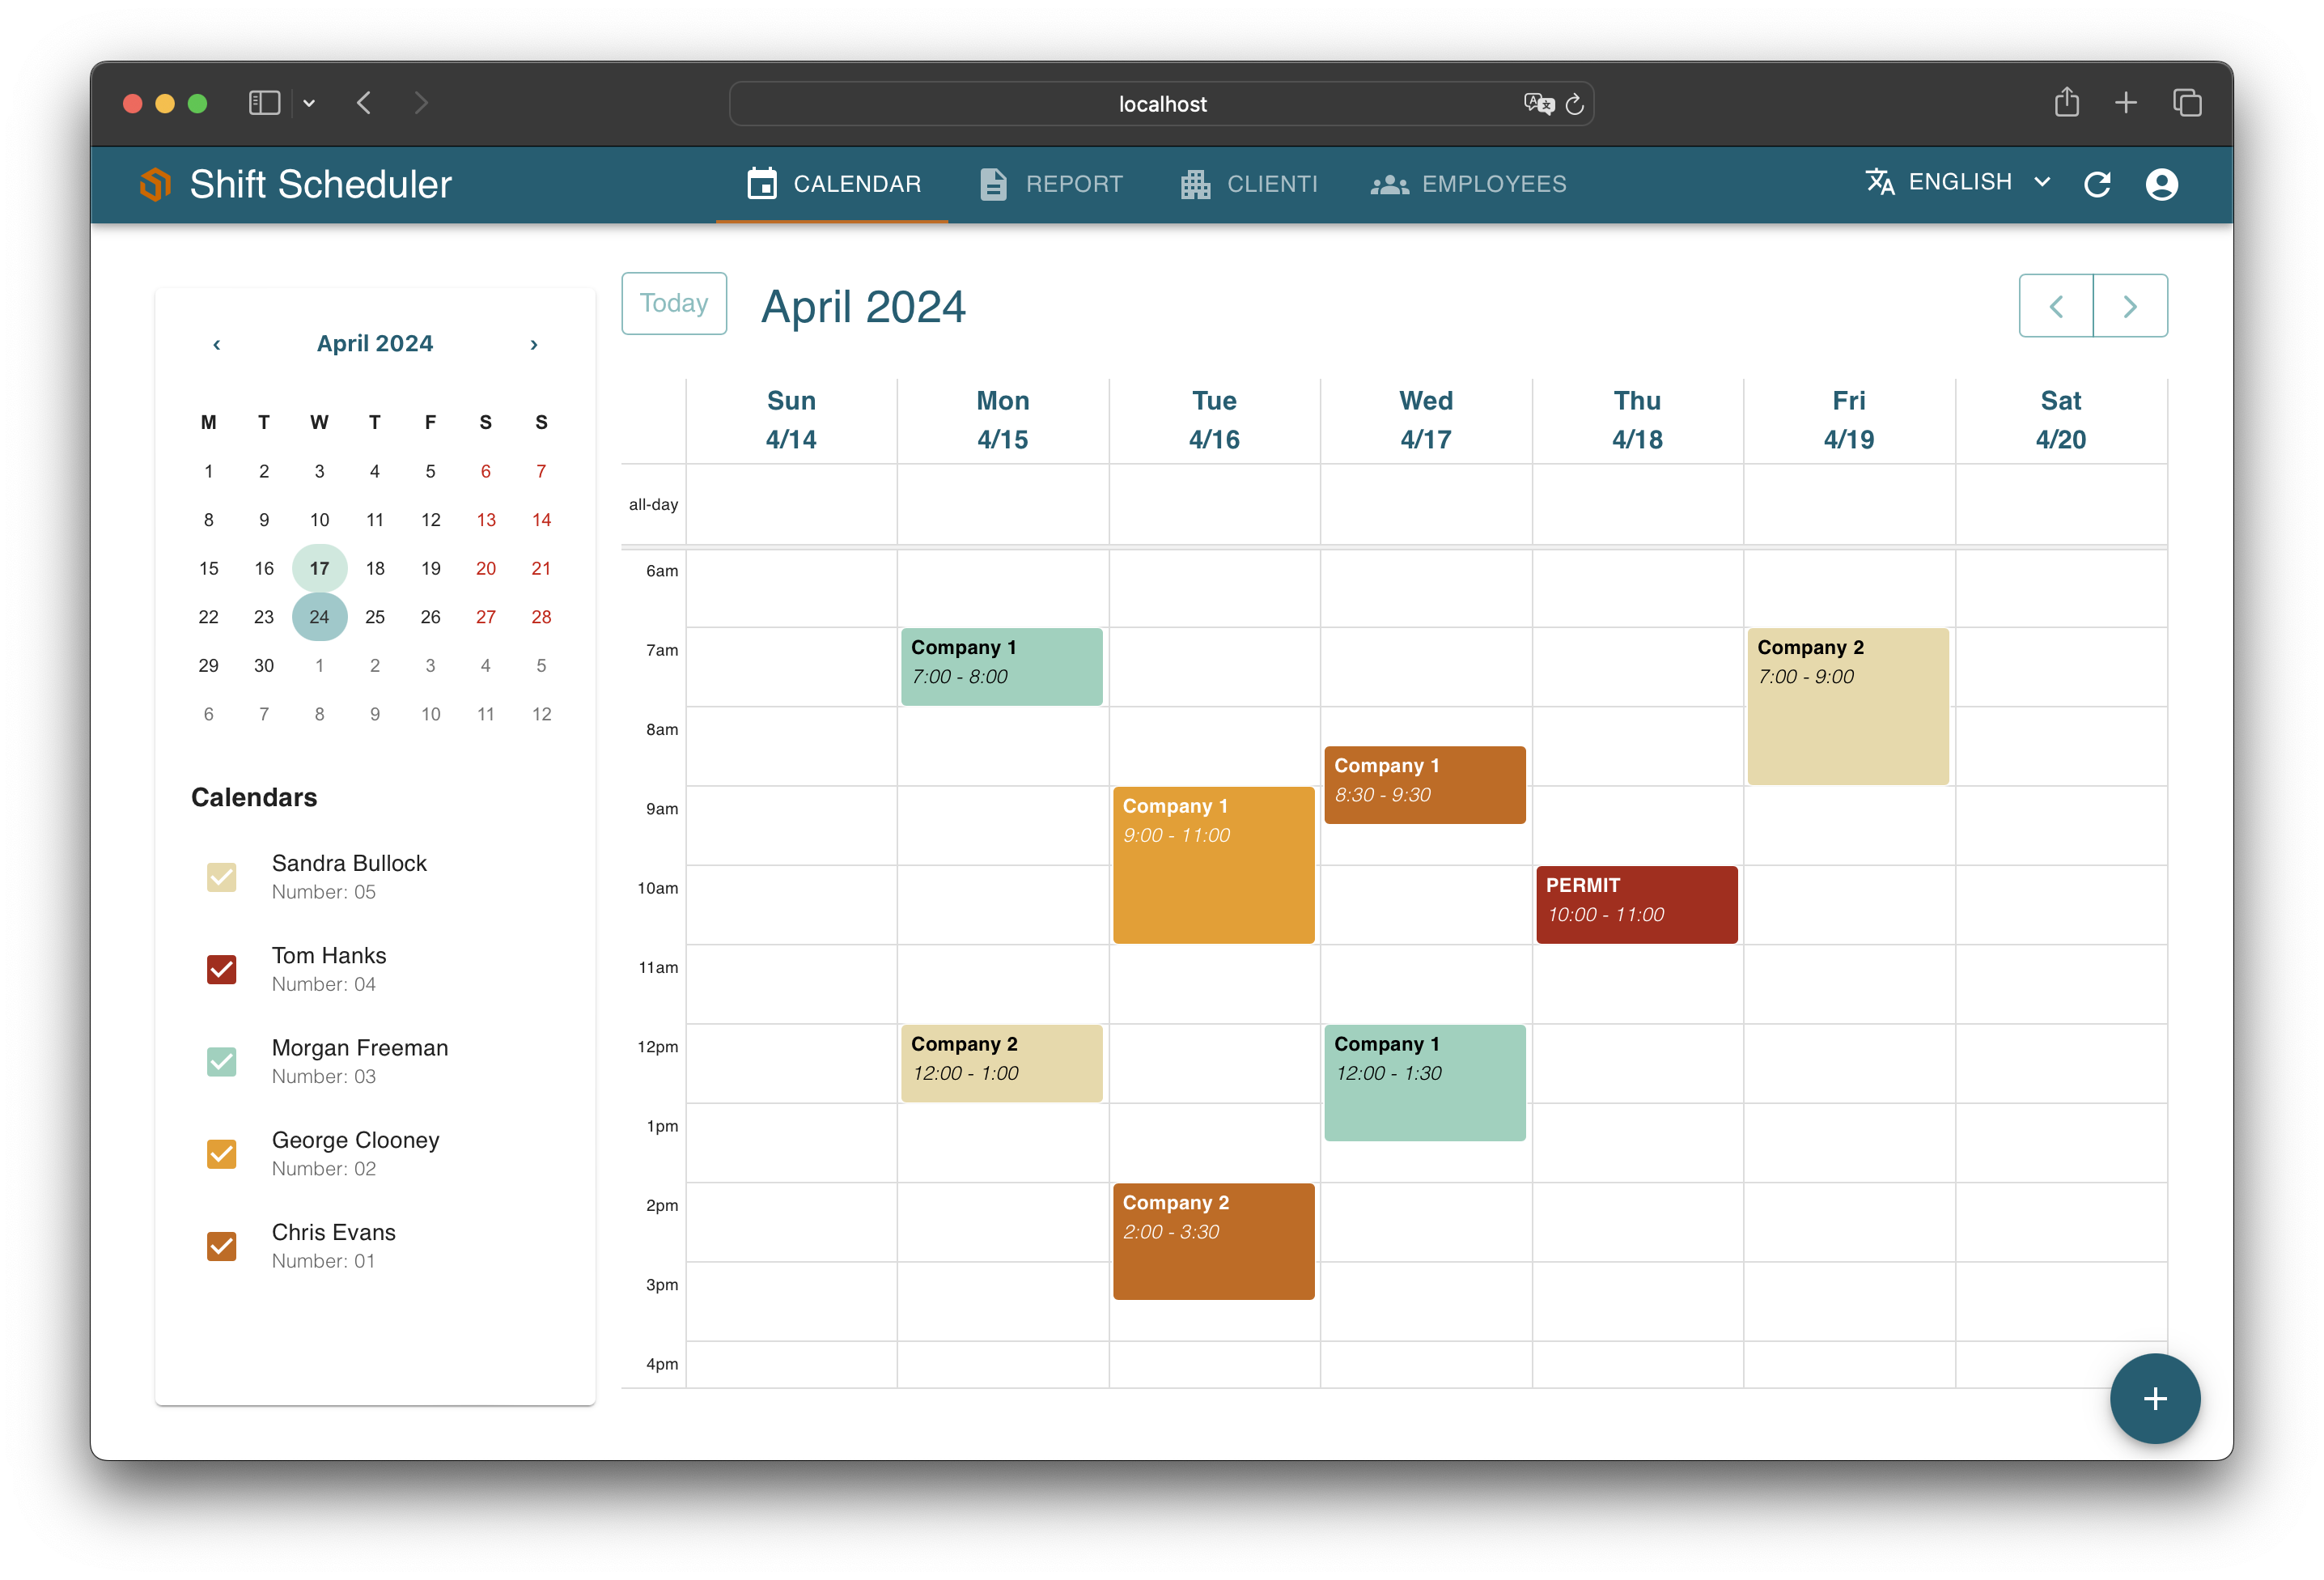 localhost
Shift Scheduler
CALENDAR
REPORT
CLIENTI
EMPLOYEES
ENGLISH
‹ April 2024 ›
M T W T F S S
1 2 3 4 5 6 7
8 9 10 11 12 13 14
15 16 17 18 19 20 21
22 23 24 25 26 27 28
29 30 1 2 3 4 5
6 7 8 9 10 11 12
Calendars
Sandra Bullock
Number: 05
Tom Hanks
Number: 04
Morgan Freeman
Number: 03
George Clooney
Number: 02
Chris Evans
Number: 01
Today
April 2024
Sun Mon Tue Wed Thu Fri Sat
4/14 4/15 4/16 4/17 4/18 4/19 4/20
all-day
6am
7am
Company 1
7:00 - 8:00
Company 2
7:00 - 9:00
8am
Company 1
8:30 - 9:30
9am
Company 1
9:00 - 11:00
10am
PERMIT
10:00 - 11:00
11am
12pm
Company 2
12:00 - 1:00
Company 1
12:00 - 1:30
1pm
2pm
Company 2
2:00 - 3:30
3pm
4pm